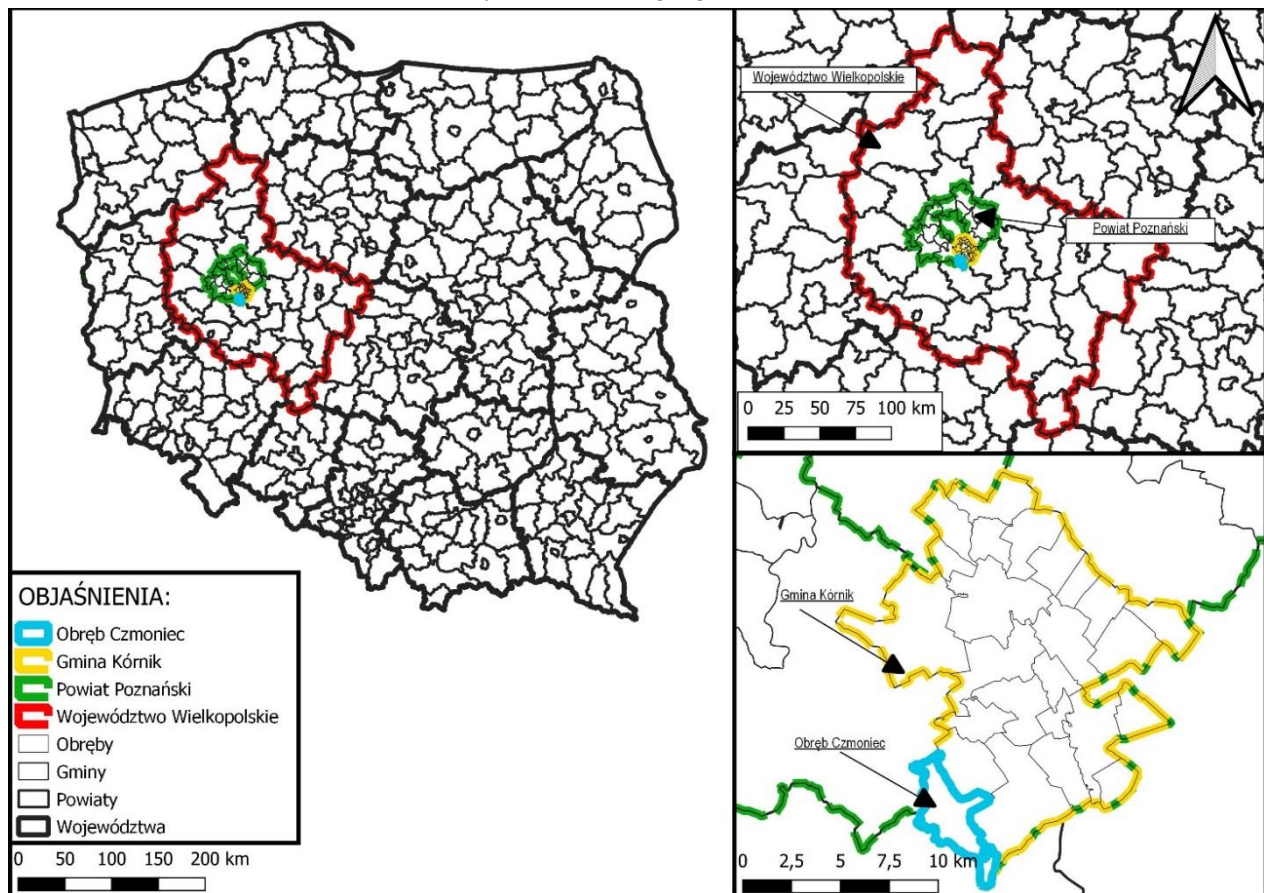 OBJAŚNIENIA:
Obręb Czmoniec
Gmina Kórnik
Powiat Poznański
Województwo Wielkopolskie
Obręby
Gminy
Powiaty
Województwa
0 50 100 150 200 km
Województwo Wielkopolskie
Powiat Poznański
0 25 50 75 100 km
Gmina Kórnik
Obręb Czmoniec
0 2,5 5 7,5 10 km